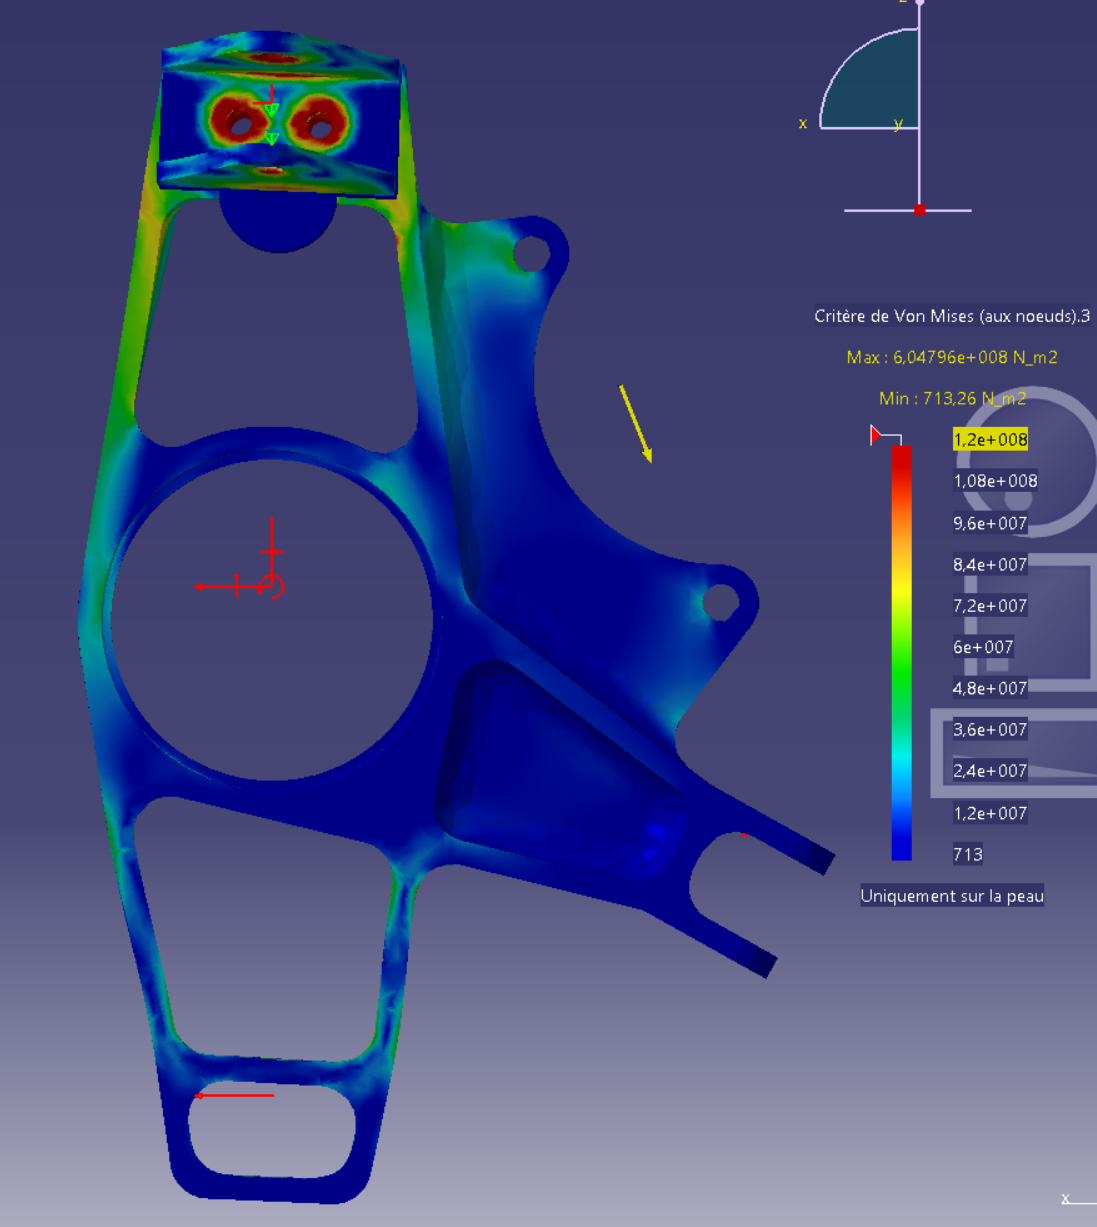 z
x
y
Critère de Von Mises (aux noeuds).3
Max : 6,04796e+008 N_m2
Min : 713,26 N_m2
1,2e+008
1,08e+008
9,6e+007
8,4e+007
7,2e+007
6e+007
4,8e+007
3,6e+007
2,4e+007
1,2e+007
713
Uniquement sur la peau
x